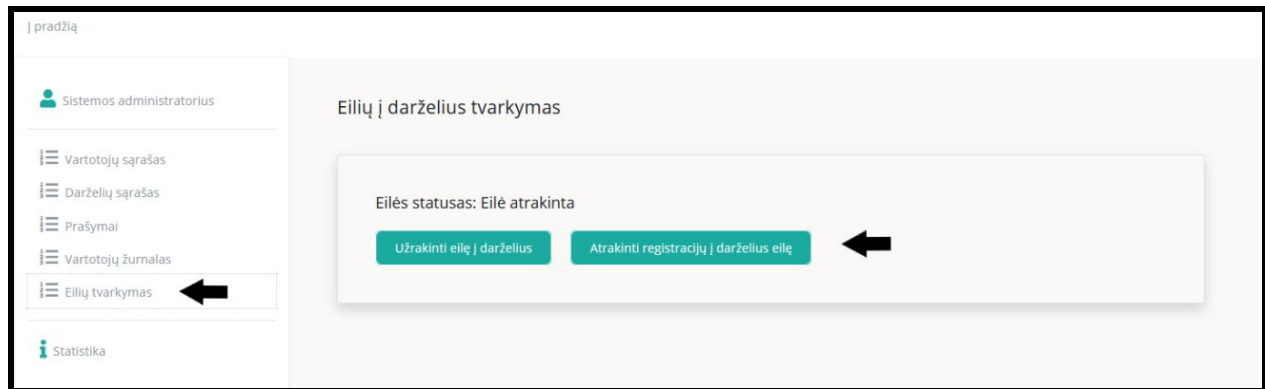 Į pradžią
Sistemos administratorius
Vartotojų sąrašas
Darželių sąrašas
Prašymai
Vartotojų žurnalas
Eilių tvarkymas
Statistika
Eilių į darželius tvarkymas
Eilės statusas: Eilė atrakinta
Užrakinti eilę į darželius
Atrakinti registracijų į darželius eilę